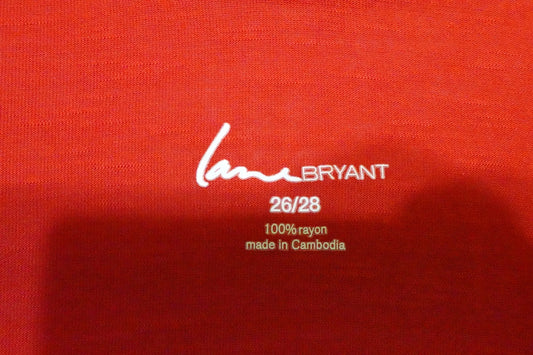 lane BRYANT
26/28
100% rayon
made in Cambodia